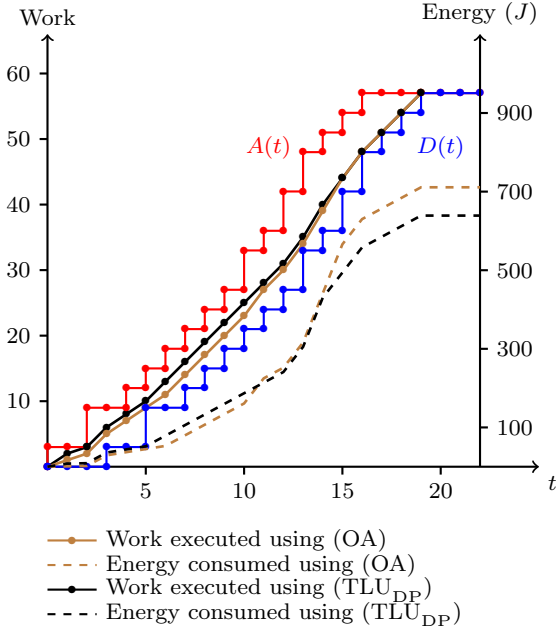 Work
Energy (J)
60
50
40
30
20
10
900
700
500
300
100
A(t)
D(t)
5
10
15
20
t
Work executed using (OA)
Energy consumed using (OA)
Work executed using (TLU_DP)
Energy consumed using (TLU_DP)